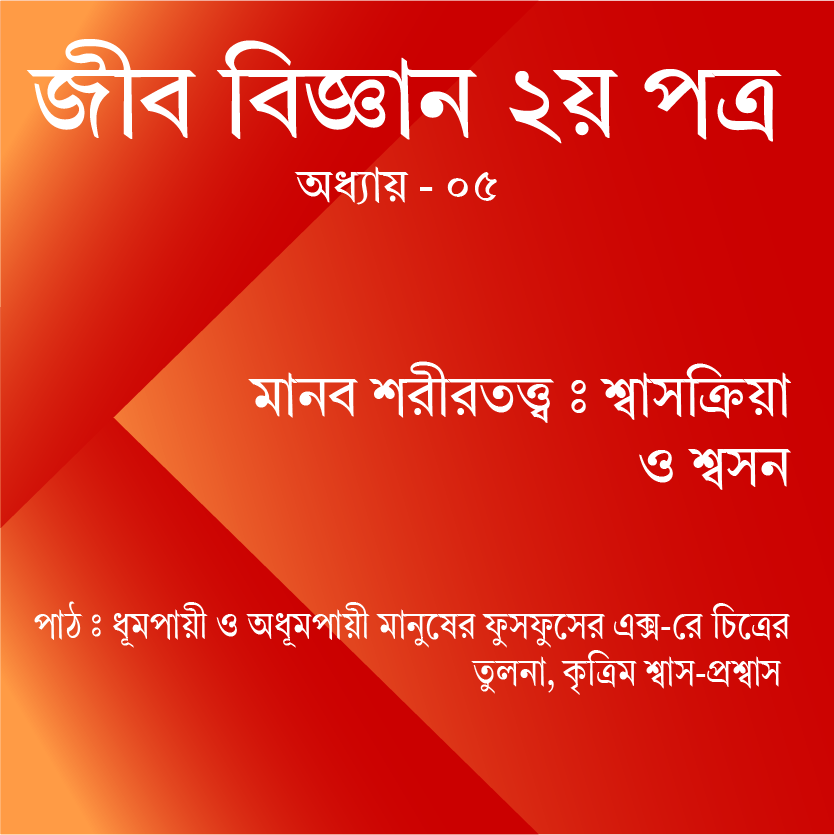 জীব বিজ্ঞান ২য় পত্র
অধ্যায় - ০৫
মানব শরীরতত্ত্ব ঃ শ্বাসক্রিয়া
ও শ্বসন
পাঠ ঃ ধূমপায়ী ও অধূমপায়ী মানুষের ফুসফুসের এক্স-রে চিত্রের
তুলনা, কৃত্রিম শ্বাস-প্রশ্বাস